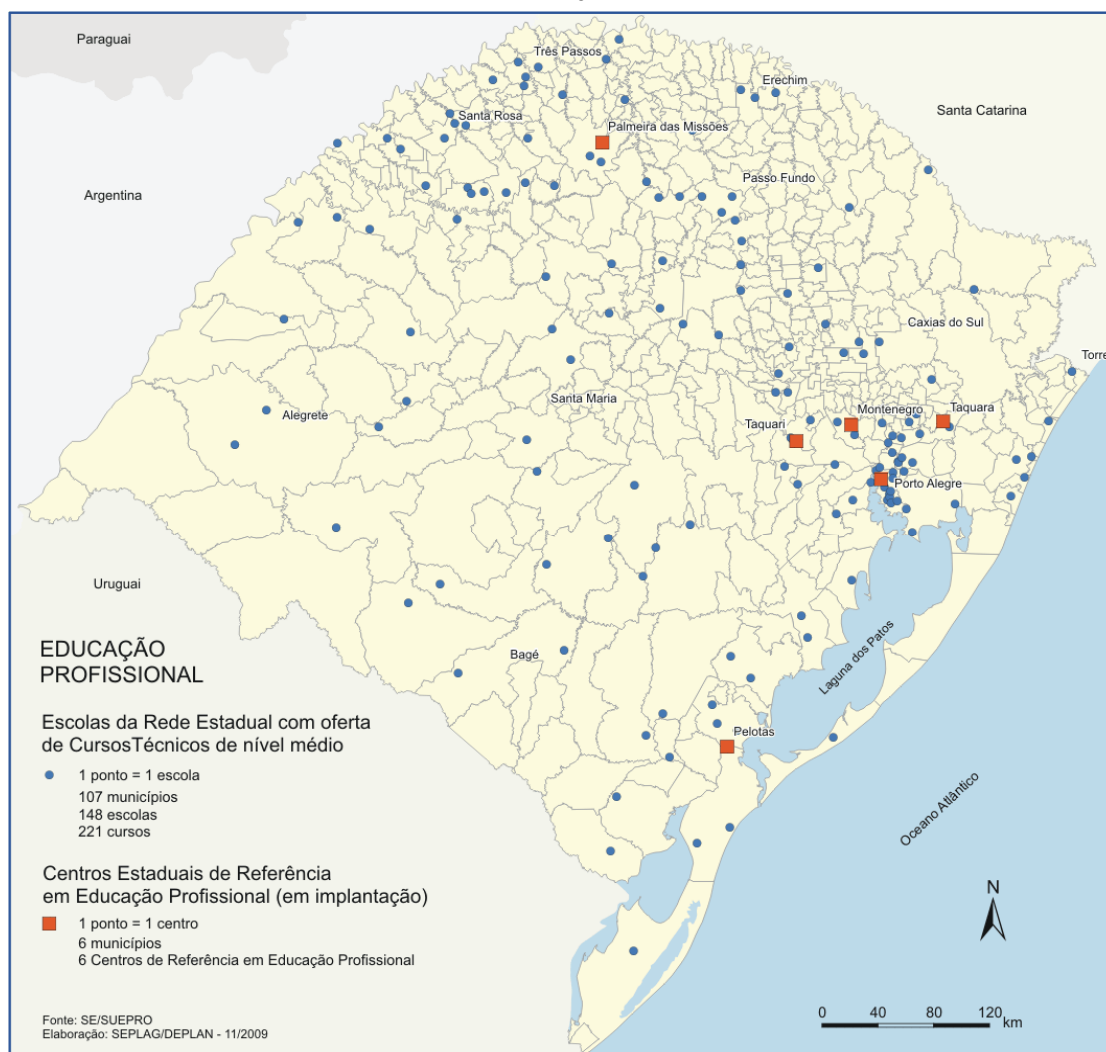 Paraguai
Três Passos
Erechim
Santa Rosa
Santa Catarina
Palmeira das Missões
Argentina
Passo Fundo
Caxias do Sul
Torre
Santa Maria
Alegrete
Montenegro
Taquara
Taquari
Porto Alegre
Uruguai
Bagé
Laguna dos Patos
Pelotas
Oceano Atlântico
EDUCAÇÃO
PROFISSIONAL
Escolas da Rede Estadual com oferta
de CursosTécnicos de nível médio
1 ponto = 1 escola
107 municípios
148 escolas
221 cursos
Centros Estaduais de Referência
em Educação Profissional (em implantação)
1 ponto = 1 centro
6 municípios
6 Centros de Referência em Educação Profissional
Fonte: SE/SUEPRO
Elaboração: SEPLAG/DEPLAN - 11/2009
N
0 40 80 120
km